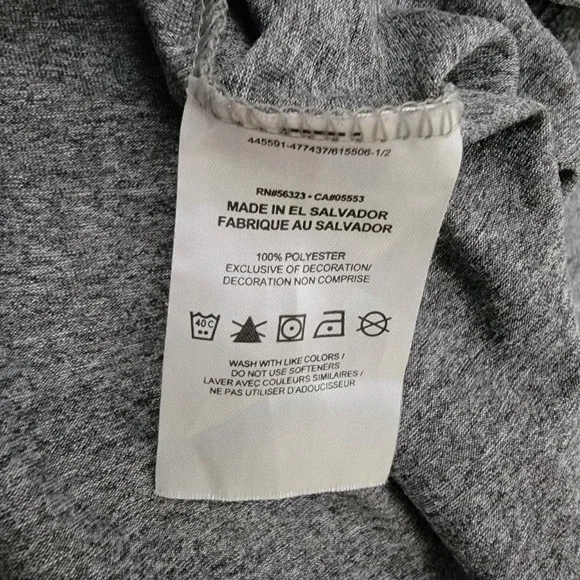 445591-477437/615506-1/2
RN#56323 - CA#05553
MADE IN EL SALVADOR
FABRIQUE AU SALVADOR
100% POLYESTER
EXCLUSIVE OF DECORATION/
DECORATION NON COMPRISE
40C
WASH WITH LIKE COLORS /
DO NOT USE SOFTENERS
LAVER AVEC COULEURS SIMILAIRES /
NE PAS UTILISER D'ADOUCISSEUR